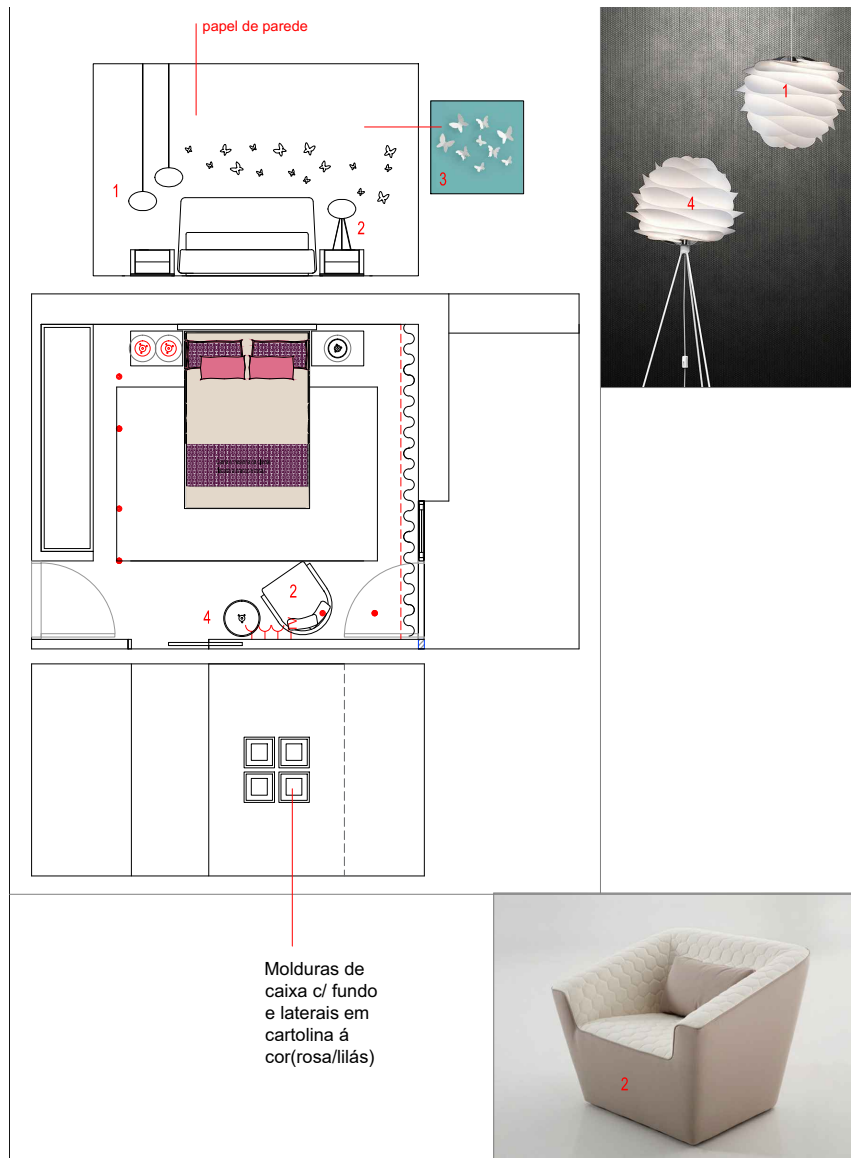 papel de parede
1
1
3
4
2
2
4
Molduras de
caixa c/ fundo
e laterais em
cartolina á
cor(rosa/lilás)
2